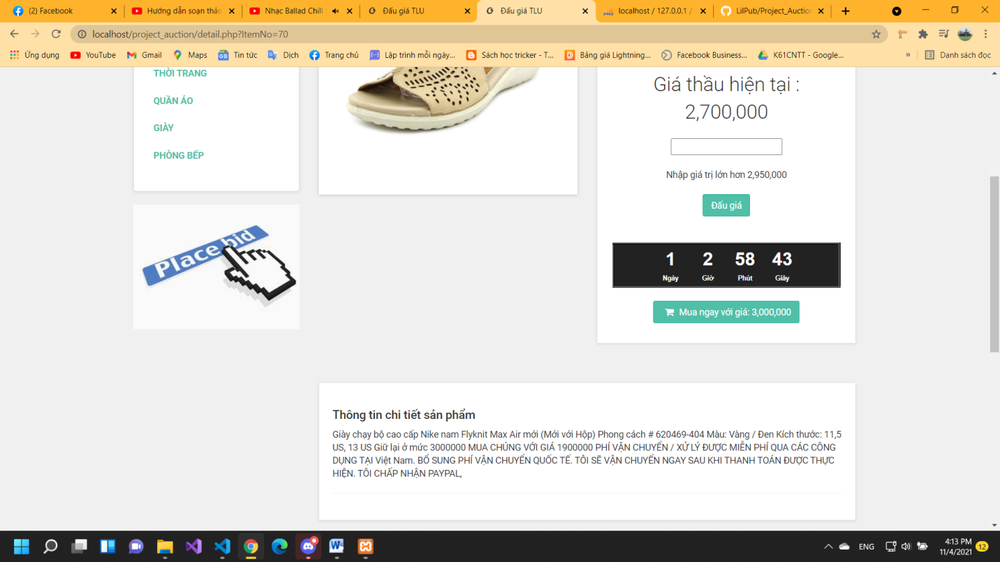 (2) Facebook
Hướng dẫn soạn thảo
Nhạc Ballad Chill
Đấu giá TLU
Đấu giá TLU
localhost / 127.0.0.1 /
LilPub/Project_Auction
localhost/project_auction/detail.php?ItemNo=70
Ứng dụng
YouTube
Gmail
Maps
Tin tức
Dịch
Trang chủ
Lập trình mỗi ngày...
Sách học tricker - T...
Bảng giá Lightning...
Facebook Business...
K61CNTT - Google...
»
Danh sách đọc
THỜI TRANG
QUẦN ÁO
GIÀY
PHÒNG BẾP
Place bid
Giá thầu hiện tại :
2,700,000
Nhập giá trị lớn hơn 2,950,000
Đấu giá
1 2 58 43
Ngày Giờ Phút Giây
Mua ngay với giá: 3,000,000
Thông tin chi tiết sản phẩm
Giày chạy bộ cao cấp Nike nam Flyknit Max Air mới (Mới với Hộp) Phong cách # 620469-404 Màu: Vàng / Đen Kích thước: 11,5
US, 13 US Giữ lại ở mức 3000000 MUA CHÚNG VỚI GIÁ 1900000 PHÍ VẬN CHUYỂN / XỬ LÝ ĐƯỢC MIỄN PHÍ QUA CÁC CÔNG
DỤNG TẠI Việt Nam. BỔ SUNG PHÍ VẬN CHUYỂN QUỐC TẾ. TÔI SẼ VẬN CHUYỂN NGAY SAU KHI THANH TOÁN ĐƯỢC THỰC
HIỆN. TÔI CHẤP NHẬN PAYPAL,
ENG
4:13 PM
11/4/2021
12